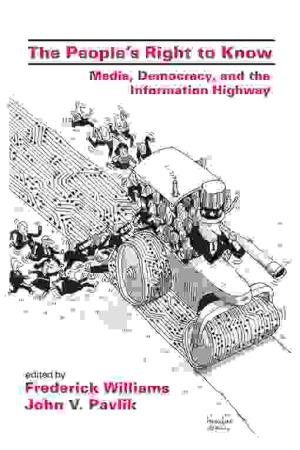 The People's Right to Know
Media, Democracy, and the
Information Highway
edited by
Frederick Williams
John V. Pavlik